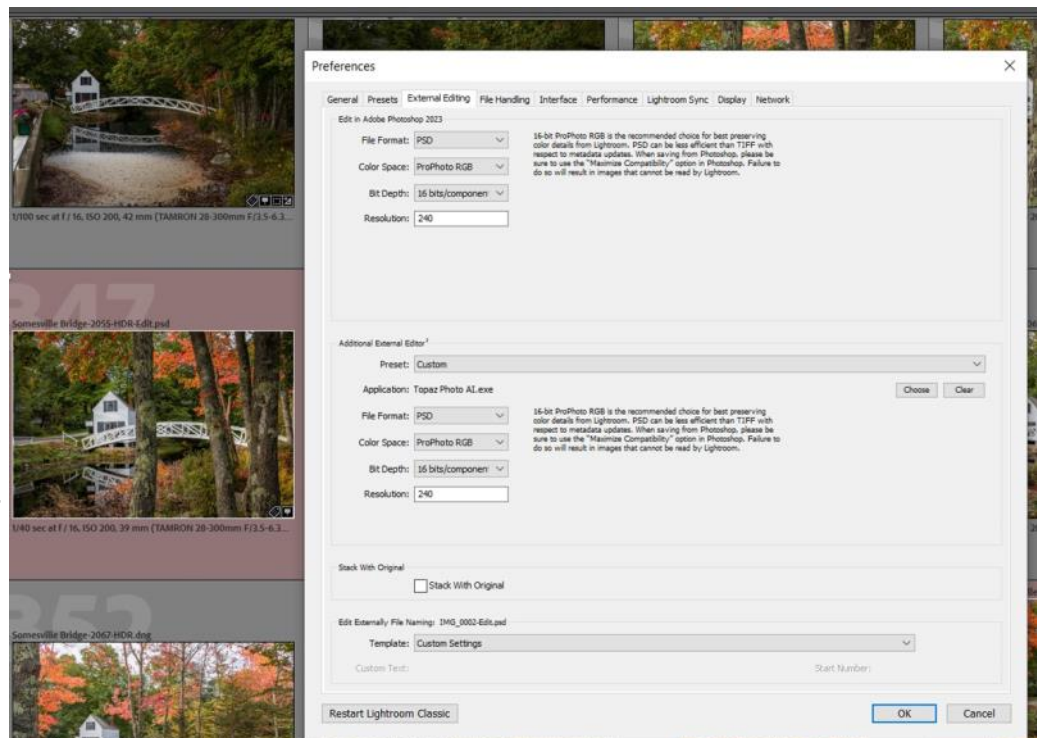 Preferences
General Presets External Editing File Handling Interface Performance Lightroom Sync Display Network
Edit in Adobe Photoshop 2023
File Format: PSD
16-bit ProPhoto RGB is the recommended choice for best preserving
color details from Lightroom. PSD can be less efficient than TIFF with
respect to metadata updates. When saving from Photoshop, please be
sure to use the "Maximize Compatibility" option in Photoshop. Failure to
do so will result in images that cannot be read by Lightroom.
Color Space: ProPhoto RGB
Bit Depth: 16 bits/componen
Resolution: 240
1/100 sec at f / 16, ISO 200, 42 mm (TAMRON 28-300mm F/3.5-6.3...
347
Somesville Bridge-2055-HDR-Edit.psd
Additional External Editor
Preset: Custom
Application: Topaz Photo AI.exe
Choose Clear
File Format: PSD
16-bit ProPhoto RGB is the recommended choice for best preserving
color details from Lightroom. PSD can be less efficient than TIFF with
respect to metadata updates. When saving from Photoshop, please be
sure to use the "Maximize Compatibility" option in Photoshop. Failure to
do so will result in images that cannot be read by Lightroom.
Color Space: ProPhoto RGB
Bit Depth: 16 bits/componen
Resolution: 240
1/40 sec at f / 16, ISO 200, 39 mm (TAMRON 28-300mm F/3.5-6.3...
Stack With Original
Stack With Original
352
Somesville Bridge-2067-HDR.dng
Edit Externally File Naming: IMG_0002-Edit.psd
Template: Custom Settings
Custom Text: Start Number:
Restart Lightroom Classic OK Cancel